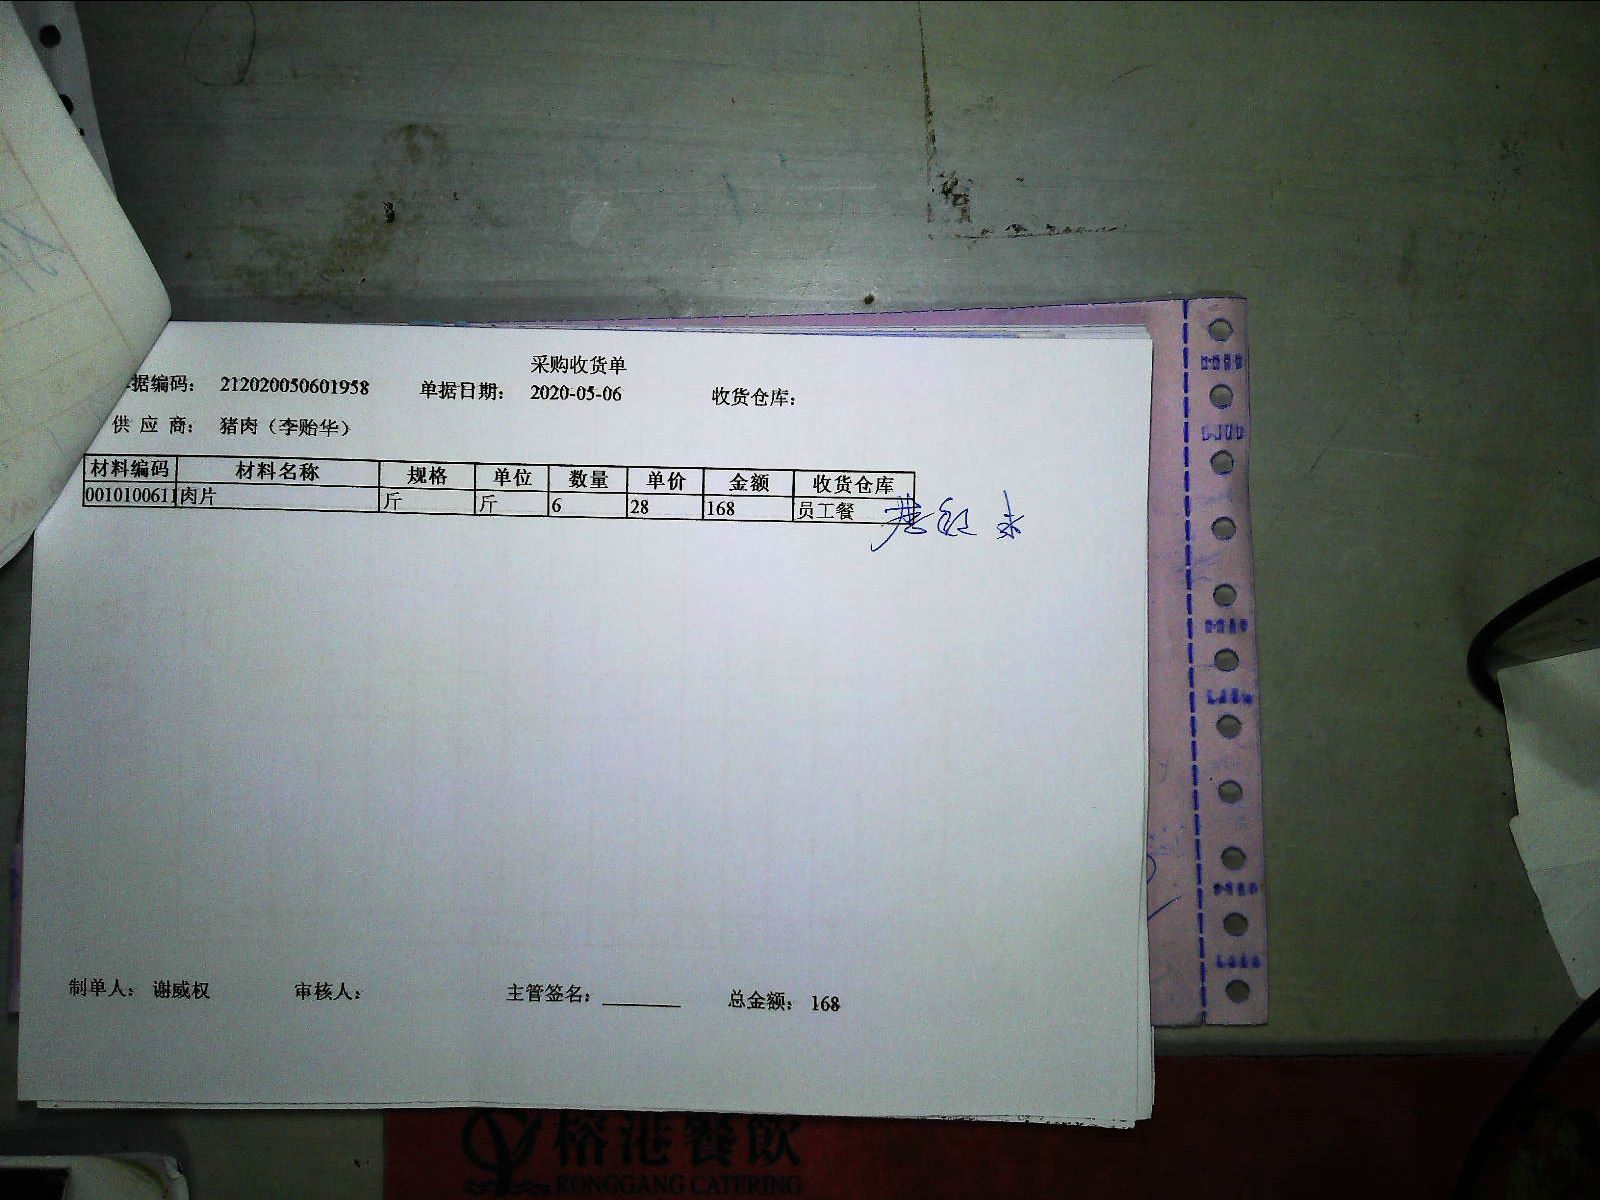 采购收货单
据编码： 212020050601958 单据日期： 2020-05-06 收货仓库：
供 应 商： 猪肉（李贻华）
材料编码 材料名称 规格 单位 数量 单价 金额 收货仓库
0010100611 肉片 斤 斤 6 28 168 员工餐
制单人： 谢威权 审核人： 主管签名： 总金额： 168
榕港餐飲
RONGGANG CATERING